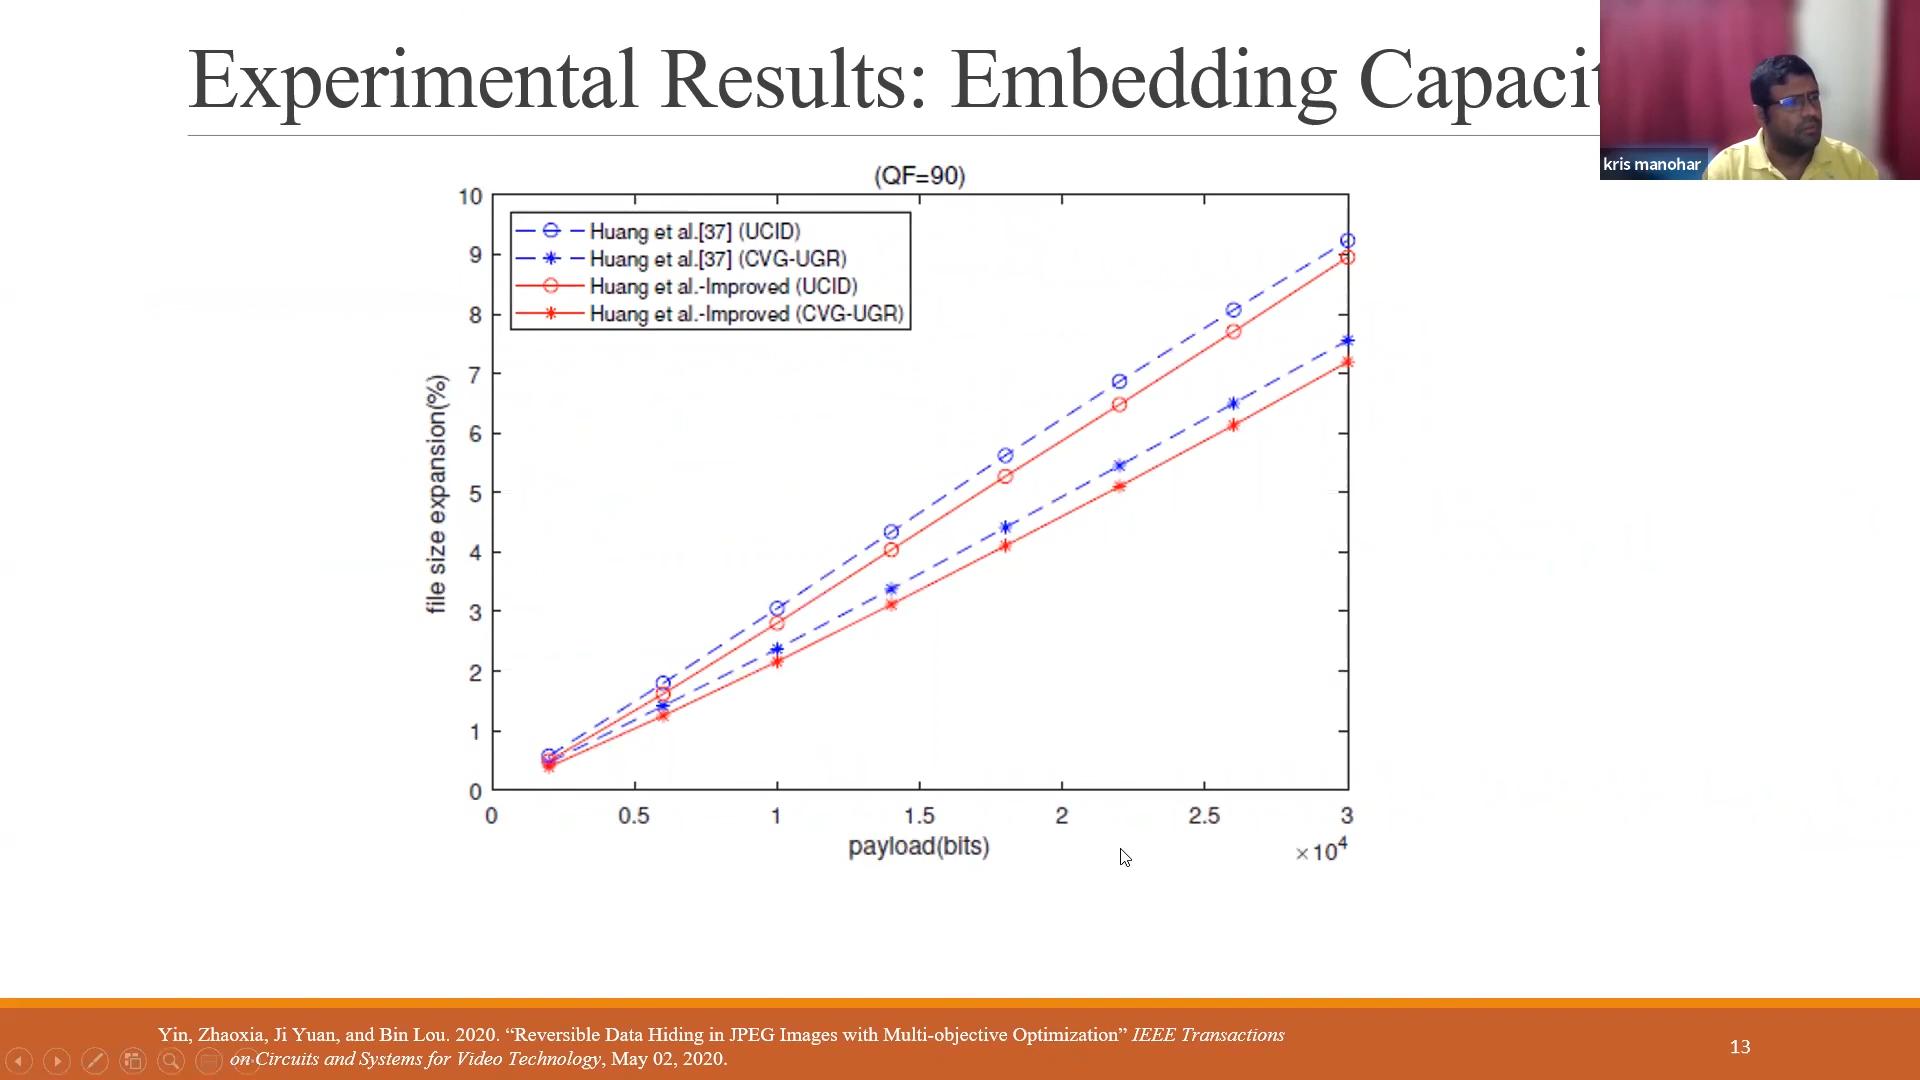 Experimental Results: Embedding Capacit
kris manohar
(QF=90)
10
9
8
7
6
5
4
3
2
1
0
Huang et al.[37] (UCID)
Huang et al.[37] (CVG-UGR)
Huang et al.-Improved (UCID)
Huang et al.-Improved (CVG-UGR)
file size expansion(%)
0 0.5 1 1.5 2 2.5 3
payload(bits)
×10⁴
Yin, Zhaoxia, Ji Yuan, and Bin Lou. 2020. “Reversible Data Hiding in JPEG Images with Multi-objective Optimization” IEEE Transactions
on Circuits and Systems for Video Technology, May 02, 2020.
13